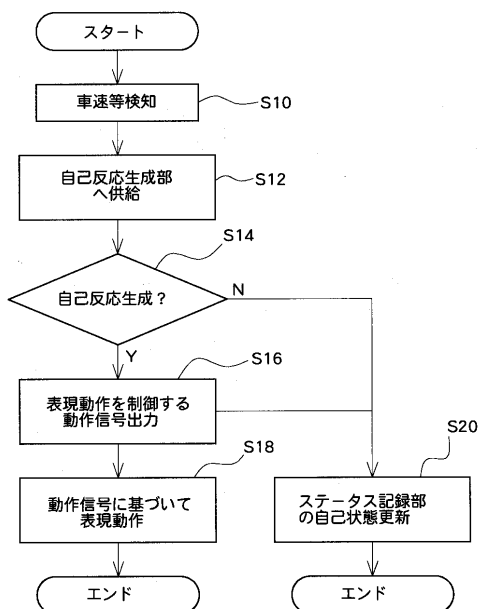 スタート
車速等検知
S10
自己反応生成部
へ供給
S12
S14
自己反応生成？
N
Y
S16
表現動作を制御する
動作信号出力
S18
動作信号に基づいて
表現動作
S20
ステータス記録部
の自己状態更新
エンド
エンド